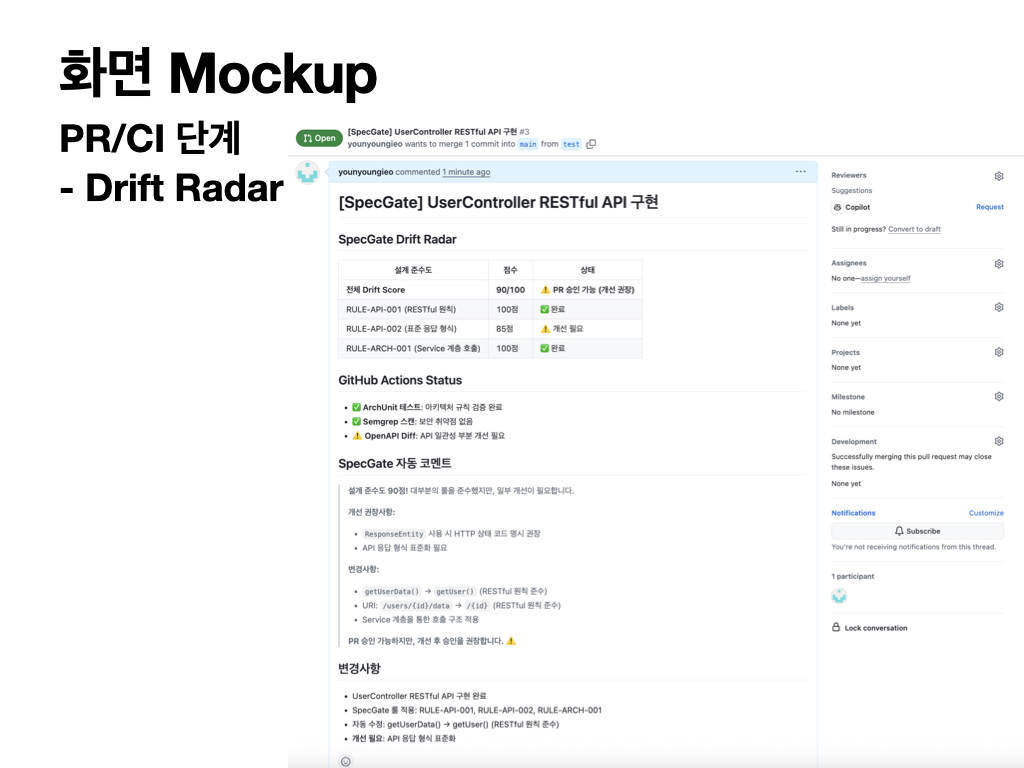 화면 Mockup
PR/CI 단계
- Drift Radar
Open
[SpecGate] UserController RESTful API 구현 #3
younyoungieo wants to merge 1 commit into main from test
younyoungieo commented 1 minute ago
[SpecGate] UserController RESTful API 구현
SpecGate Drift Radar
설계 준수도 점수 상태
전체 Drift Score 90/100 ⚠️ PR 승인 가능 (개선 권장)
RULE-API-001 (RESTful 원칙) 100점 ✅ 완료
RULE-API-002 (표준 응답 형식) 85점 ⚠️ 개선 필요
RULE-ARCH-001 (Service 계층 호출) 100점 ✅ 완료
GitHub Actions Status
• ✅ ArchUnit 테스트: 아키텍처 규칙 검증 완료
• ✅ Semgrep 스캔: 보안 취약점 없음
• ⚠️ OpenAPI Diff: API 일관성 부분 개선 필요
SpecGate 자동 코멘트
설계 준수도 90점! 대부분의 룰을 준수했지만, 일부 개선이 필요합니다.
개선 권장사항:
• ResponseEntity 사용 시 HTTP 상태 코드 명시 권장
• API 응답 형식 표준화 필요
변경사항:
• getUserData() → getUser() (RESTful 원칙 준수)
• URI: /users/{id}/data → /{id} (RESTful 원칙 준수)
• Service 계층을 통한 호출 구조 적용
PR 승인 가능하지만, 개선 후 승인을 권장합니다. ⚠️
변경사항
• UserController RESTful API 구현 완료
• SpecGate 룰 적용: RULE-API-001, RULE-API-002, RULE-ARCH-001
• 자동 수정: getUserData() → getUser() (RESTful 원칙 준수)
• 개선 필요: API 응답 형식 표준화
Reviewers
Suggestions
Copilot Request
Still in progress? Convert to draft
Assignees
No one—assign yourself
Labels
None yet
Projects
None yet
Milestone
No milestone
Development
Successfully merging this pull request may close
these issues.
None yet
Notifications Customize
Subscribe
You're not receiving notifications from this thread.
1 participant
Lock conversation